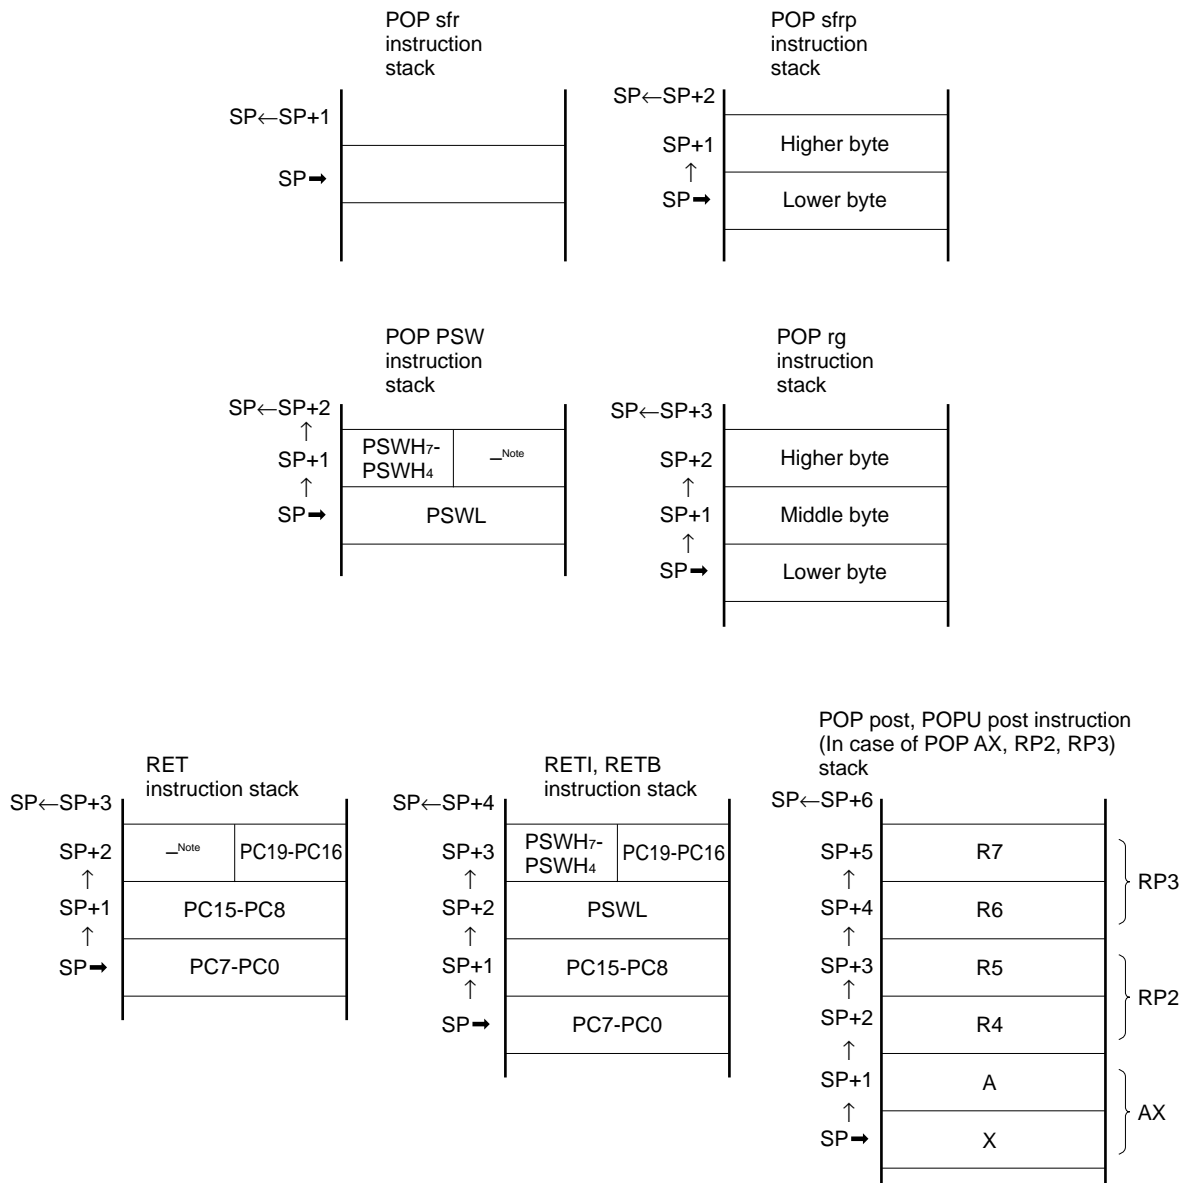 POP sfr
instruction
stack
SP←SP+1
SP➡
POP sfrp
instruction
stack
SP←SP+2
SP+1
↑
SP➡
Higher byte
Lower byte
POP PSW
instruction
stack
SP←SP+2
↑
SP+1
↑
SP➡
PSWH7-
PSWH4
–Note
PSWL
POP rg
instruction
stack
SP←SP+3
SP+2
↑
SP+1
↑
SP➡
Higher byte
Middle byte
Lower byte
RET
instruction stack
SP←SP+3
SP+2
↑
SP+1
↑
SP➡
–Note
PC19-PC16
PC15-PC8
PC7-PC0
RETI, RETB
instruction stack
SP←SP+4
SP+3
↑
SP+2
↑
SP+1
↑
SP➡
PSWH7-
PSWH4
PC19-PC16
PSWL
PC15-PC8
PC7-PC0
POP post, POPU post instruction
(In case of POP AX, RP2, RP3)
stack
SP←SP+6
SP+5
↑
SP+4
↑
SP+3
↑
SP+2
↑
SP+1
↑
SP➡
R7
R6
R5
R4
A
X
RP3
RP2
AX